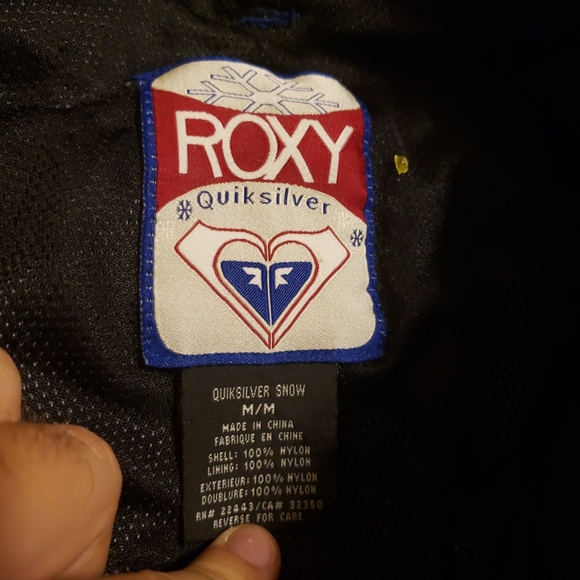 ROXY
Quiksilver
QUIKSILVER SNOW
M/M
MADE IN CHINA
FABRIQUE EN CHINE
SHELL: 100% NYLON
LINING: 100% NYLON
EXTERIEUR: 100% NYLON
DOUBLURE: 100% NYLON
RN# 22443/CA# 32350
REVERSE FOR CARE